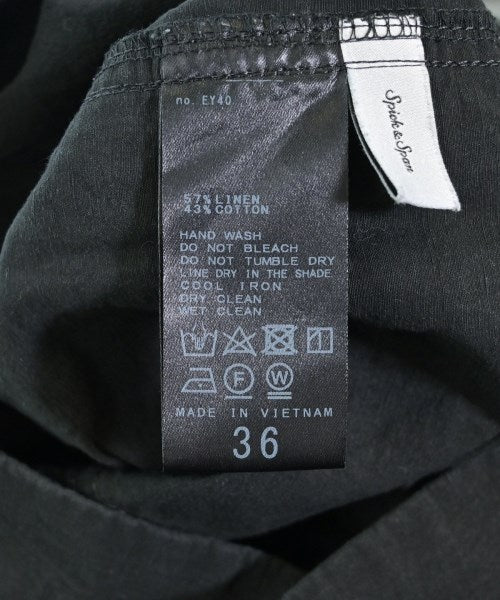 no. EY40
Spick & Span
57% LINEN
43% COTTON
HAND WASH
DO NOT BLEACH
DO NOT TUMBLE DRY
LINE DRY IN THE SHADE
COOL IRON
DRY CLEAN
WET CLEAN
F W
MADE IN VIETNAM
36